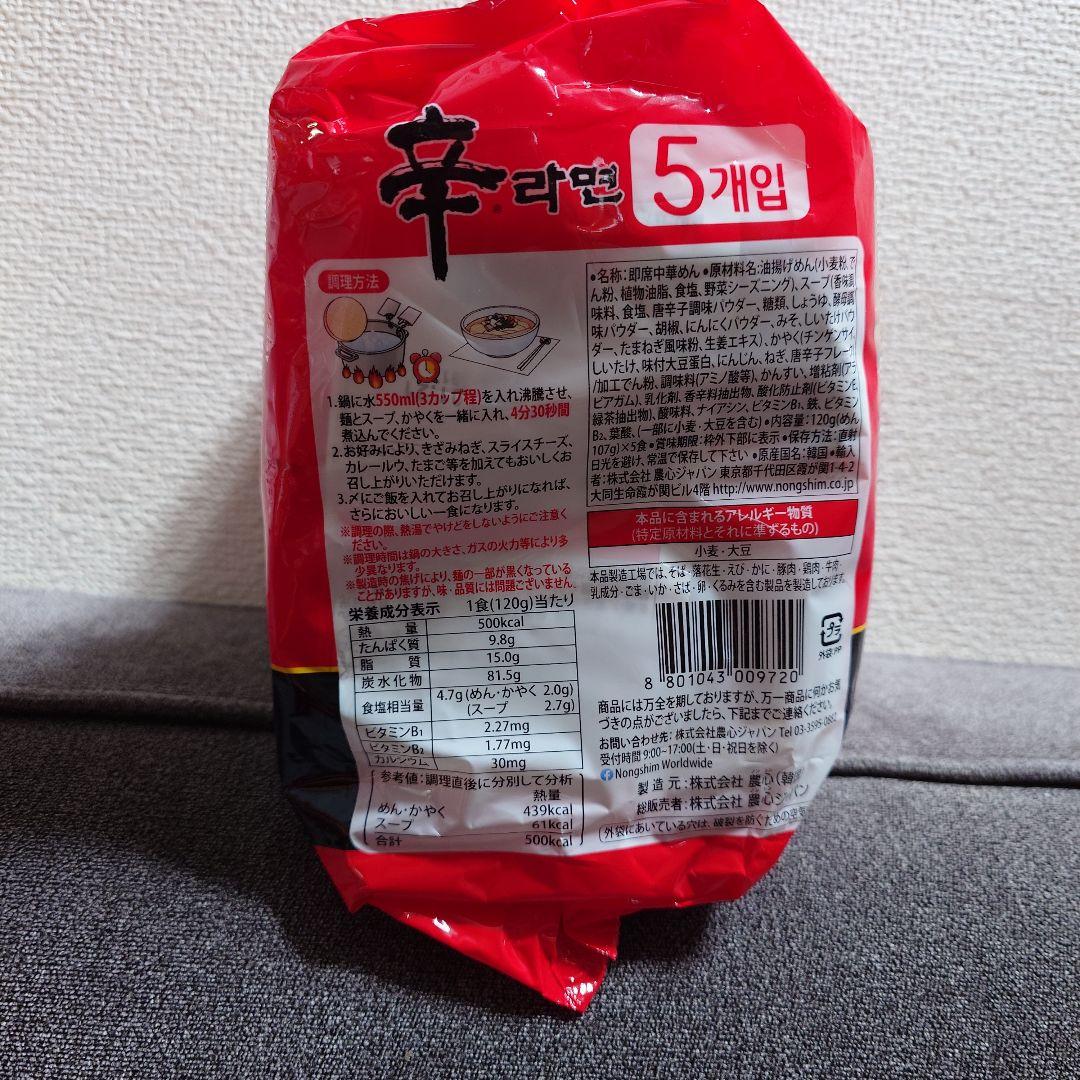 辛라면 5개입
調理方法
1.鍋に水550ml(3カップ程)を入れ沸騰させ、
麺とスープ、かやくを一緒に入れ、4分30秒間
煮込んでください。
2.お好みにより、きざみねぎ、スライスチーズ、
カレールウ、たまご等を加えてもおいしくお
召し上がりいただけます。
3.〆にご飯を入れてお召し上がりになれば、
さらにおいしい一食になります。
※調理の際、熱湯でやけどをしないようにご注意く
ださい。
※調理時間は鍋の大きさ、ガスの火力等により多
少異なります。
※製造時の焦げにより、麺の一部が黒くなっている
ことがありますが、味・品質には問題ございません。
栄養成分表示 1食(120g)当たり
熱量 500kcal
たんぱく質 9.8g
脂質 15.0g
炭水化物 81.5g
食塩相当量 4.7g(めん・かやく 2.0g)
(スープ 2.7g)
ビタミンB₁ 2.27mg
ビタミンB₂ 1.77mg
カルシウム 30mg
参考値:調理直後に分別して分析
熱量
めん・かやく 439kcal
スープ 61kcal
合計 500kcal
●名称:即席中華めん ●原材料名:油揚げめん(小麦粉、で
ん粉、植物油脂、食塩、野菜シーズニング)、スープ(香味調
味料、食塩、唐辛子調味パウダー、糖類、しょうゆ、酵母調
味パウダー、胡椒、にんにくパウダー、みそ、しいたけパウ
ダー、たまねぎ風味粉、生姜エキス)、かやく(チンゲンサイ、
しいたけ、味付大豆蛋白、にんじん、ねぎ、唐辛子フレーク)
/加工でん粉、調味料(アミノ酸等)、かんすい、増粘剤(アラ
ビアガム)、乳化剤、香辛料抽出物、酸化防止剤(ビタミンE、
緑茶抽出物)、酸味料、ナイアシン、ビタミンB₁、鉄、ビタミン
B₂、葉酸、(一部に小麦・大豆を含む) ●内容量:120g(めん
107g)×5食 ●賞味期限:枠外下部に表示 ●保存方法:直射
日光を避け、常温で保存して下さい ●原産国名:韓国 ●輸入
者:株式会社 農心ジャパン 東京都千代田区霞が関1-4-2
大同生命霞が関ビル4階 http://www.nongshim.co.jp
本品に含まれるアレルギー物質
(特定原材料とそれに準ずるもの)
小麦・大豆
本品製造工場では、そば・落花生・えび・かに・豚肉・鶏肉・牛肉・
乳成分・ごま・いか・さば・卵・くるみを含む製品を製造しております。
8 801043 009720
プラ
外袋:PP
商品には万全を期しておりますが、万一商品に何かお気
づきの点がございましたら、下記までご連絡ください。
お問い合わせ先: 株式会社 農心ジャパン Tel 03-3595-0882
受付時間 9:00~17:00(土・日・祝日を除く)
Nongshim Worldwide
製造元:株式会社 農心(韓国
総販売者:株式会社 農心ジャパン
(外袋にあいている穴は、破裂を防ぐための空気